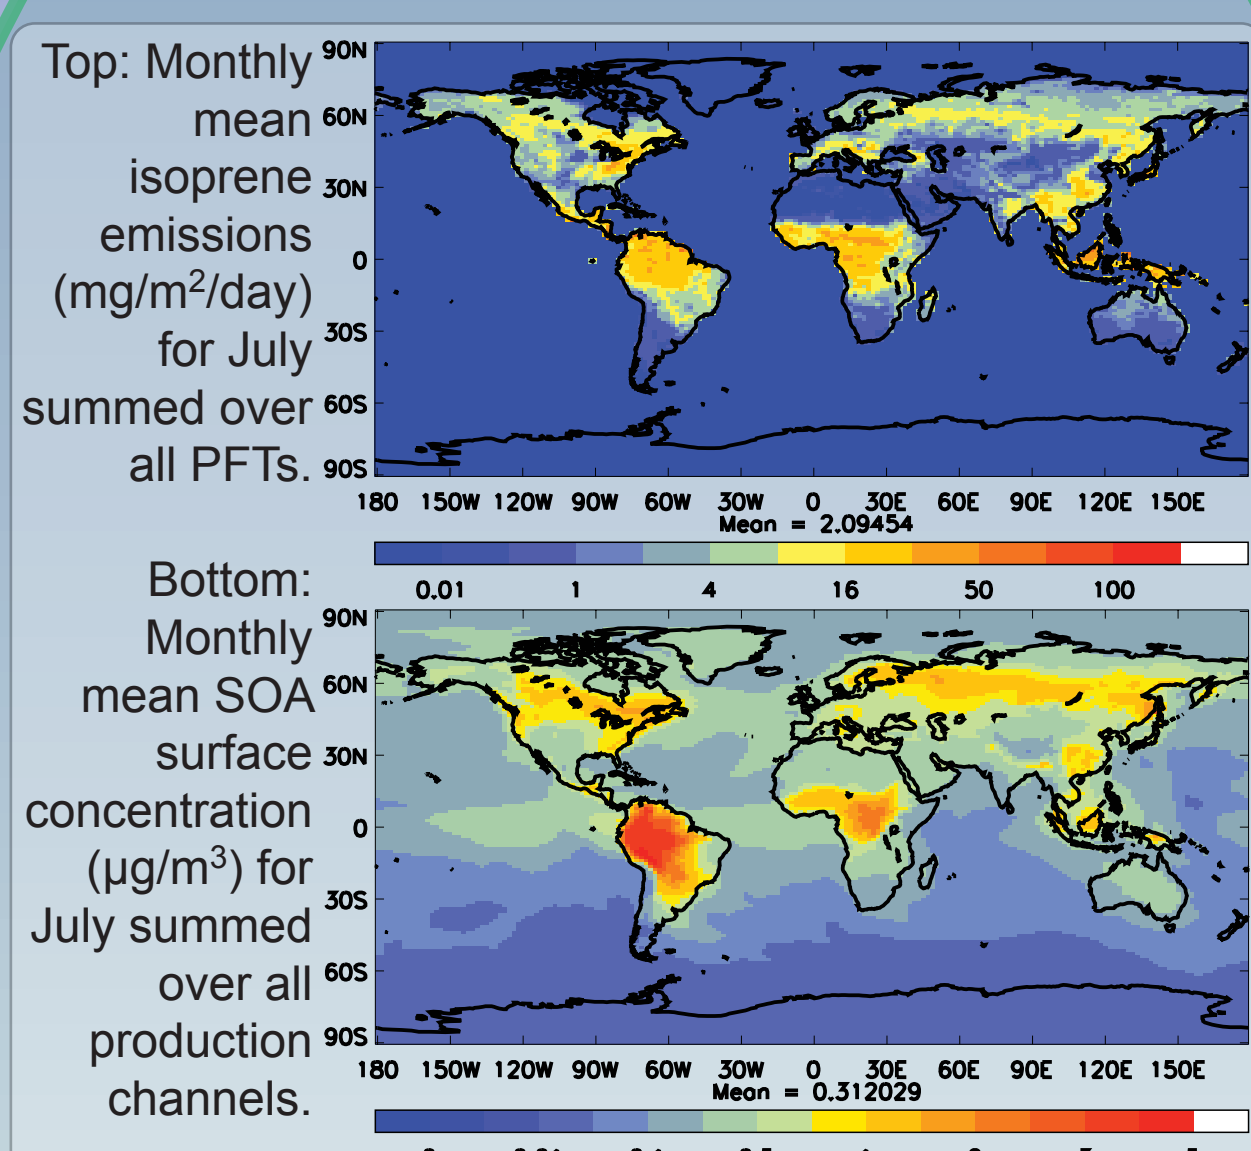 Top: Monthly
mean
isoprene
emissions
(mg/m²/day)
for July
summed over
all PFTs.
90N
60N
30N
0
30S
60S
90S
180 150W 120W 90W 60W 30W 0 30E 60E 90E 120E 150E
Mean = 2.09454
0.01 1 4 16 50 100
Bottom:
Monthly
mean SOA
surface
concentration
(µg/m³) for
July summed
over all
production
channels.
90N
60N
30N
0
30S
60S
90S
180 150W 120W 90W 60W 30W 0 30E 60E 90E 120E 150E
Mean = 0.312029